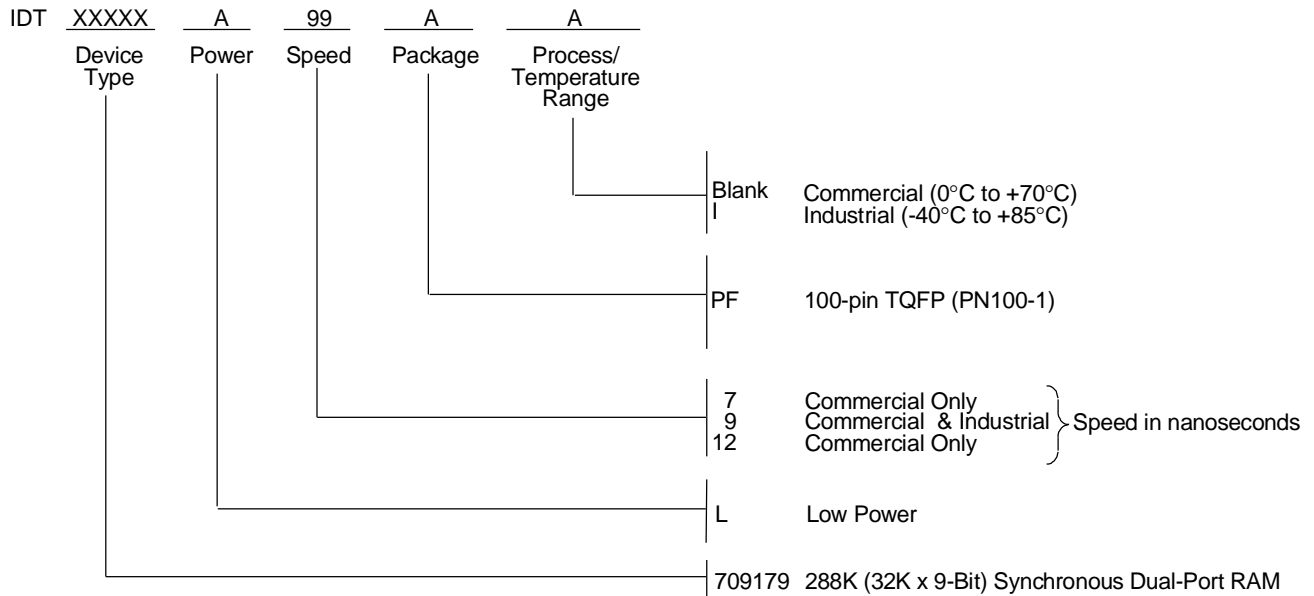 IDT XXXXX A 99 A A
Device Type Power Speed Package Process/ Temperature Range
Blank Commercial (0°C to +70°C)
I Industrial (-40°C to +85°C)
PF 100-pin TQFP (PN100-1)
7 Commercial Only
9 Commercial & Industrial Speed in nanoseconds
12 Commercial Only
L Low Power
709179 288K (32K x 9-Bit) Synchronous Dual-Port RAM